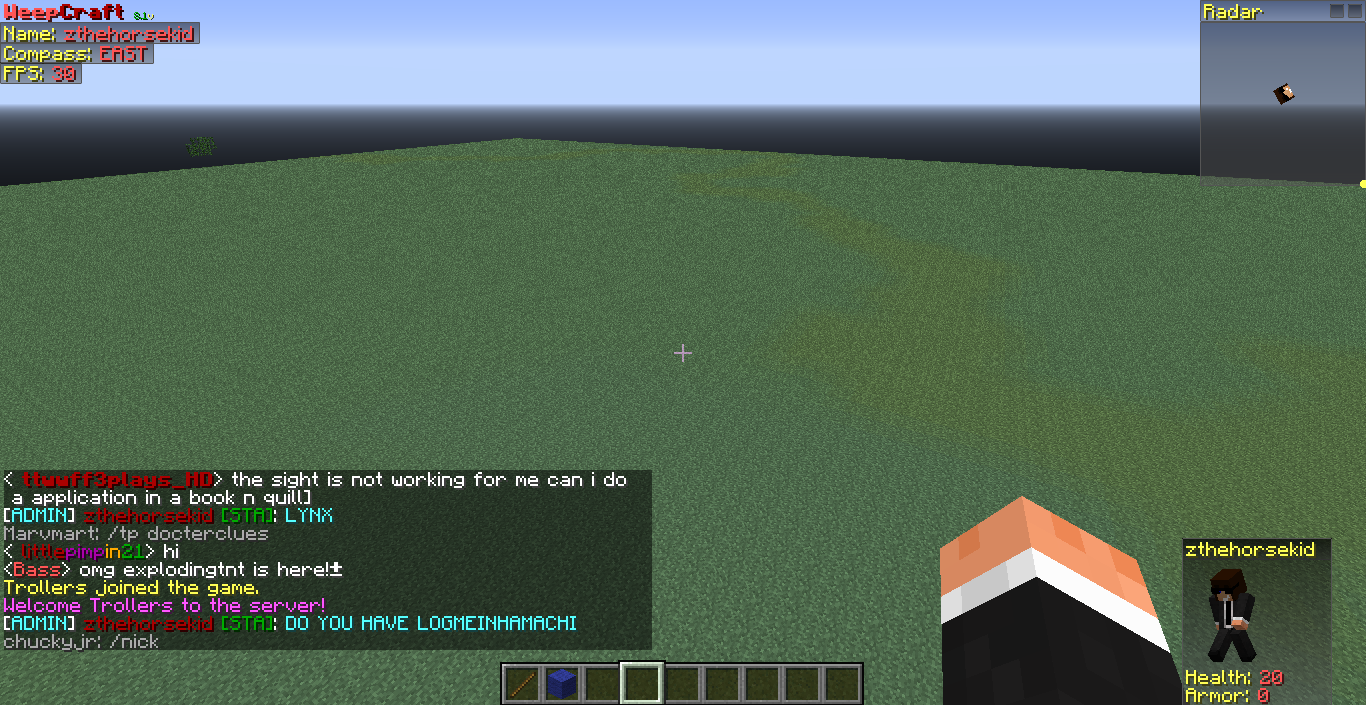 WeepCraft 8.1v
Name: zthehorsekid
Compass: EAST
FPS: 30
Radar
< ttwwff3plays_HD> the sight is not working for me can i do
a application in a book n quill]
[ADMIN] zthehorsekid [STA]: LYNX
Marvmart: /tp docterclues
< littlepimpin21> hi
<Bass> omg explodingtnt is here!±
Trollers joined the game.
Welcome Trollers to the server!
[ADMIN] zthehorsekid [STA]: DO YOU HAVE LOGMEINHAMACHI
chuckyjr: /nick
zthehorsekid
Health: 20
Armor: 0